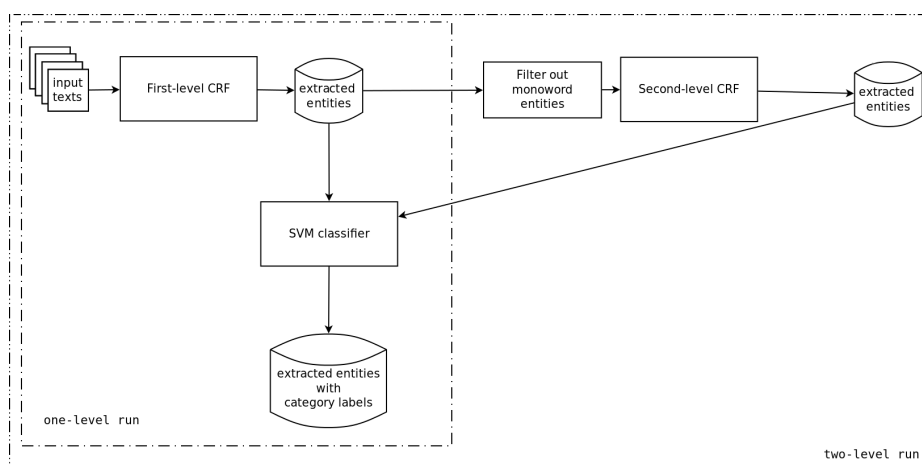 input
texts
First-level CRF
extracted
entities
Filter out
monoword
entities
Second-level CRF
extracted
entities
SVM classifier
extracted entities
with
category labels
one-level run
two-level run